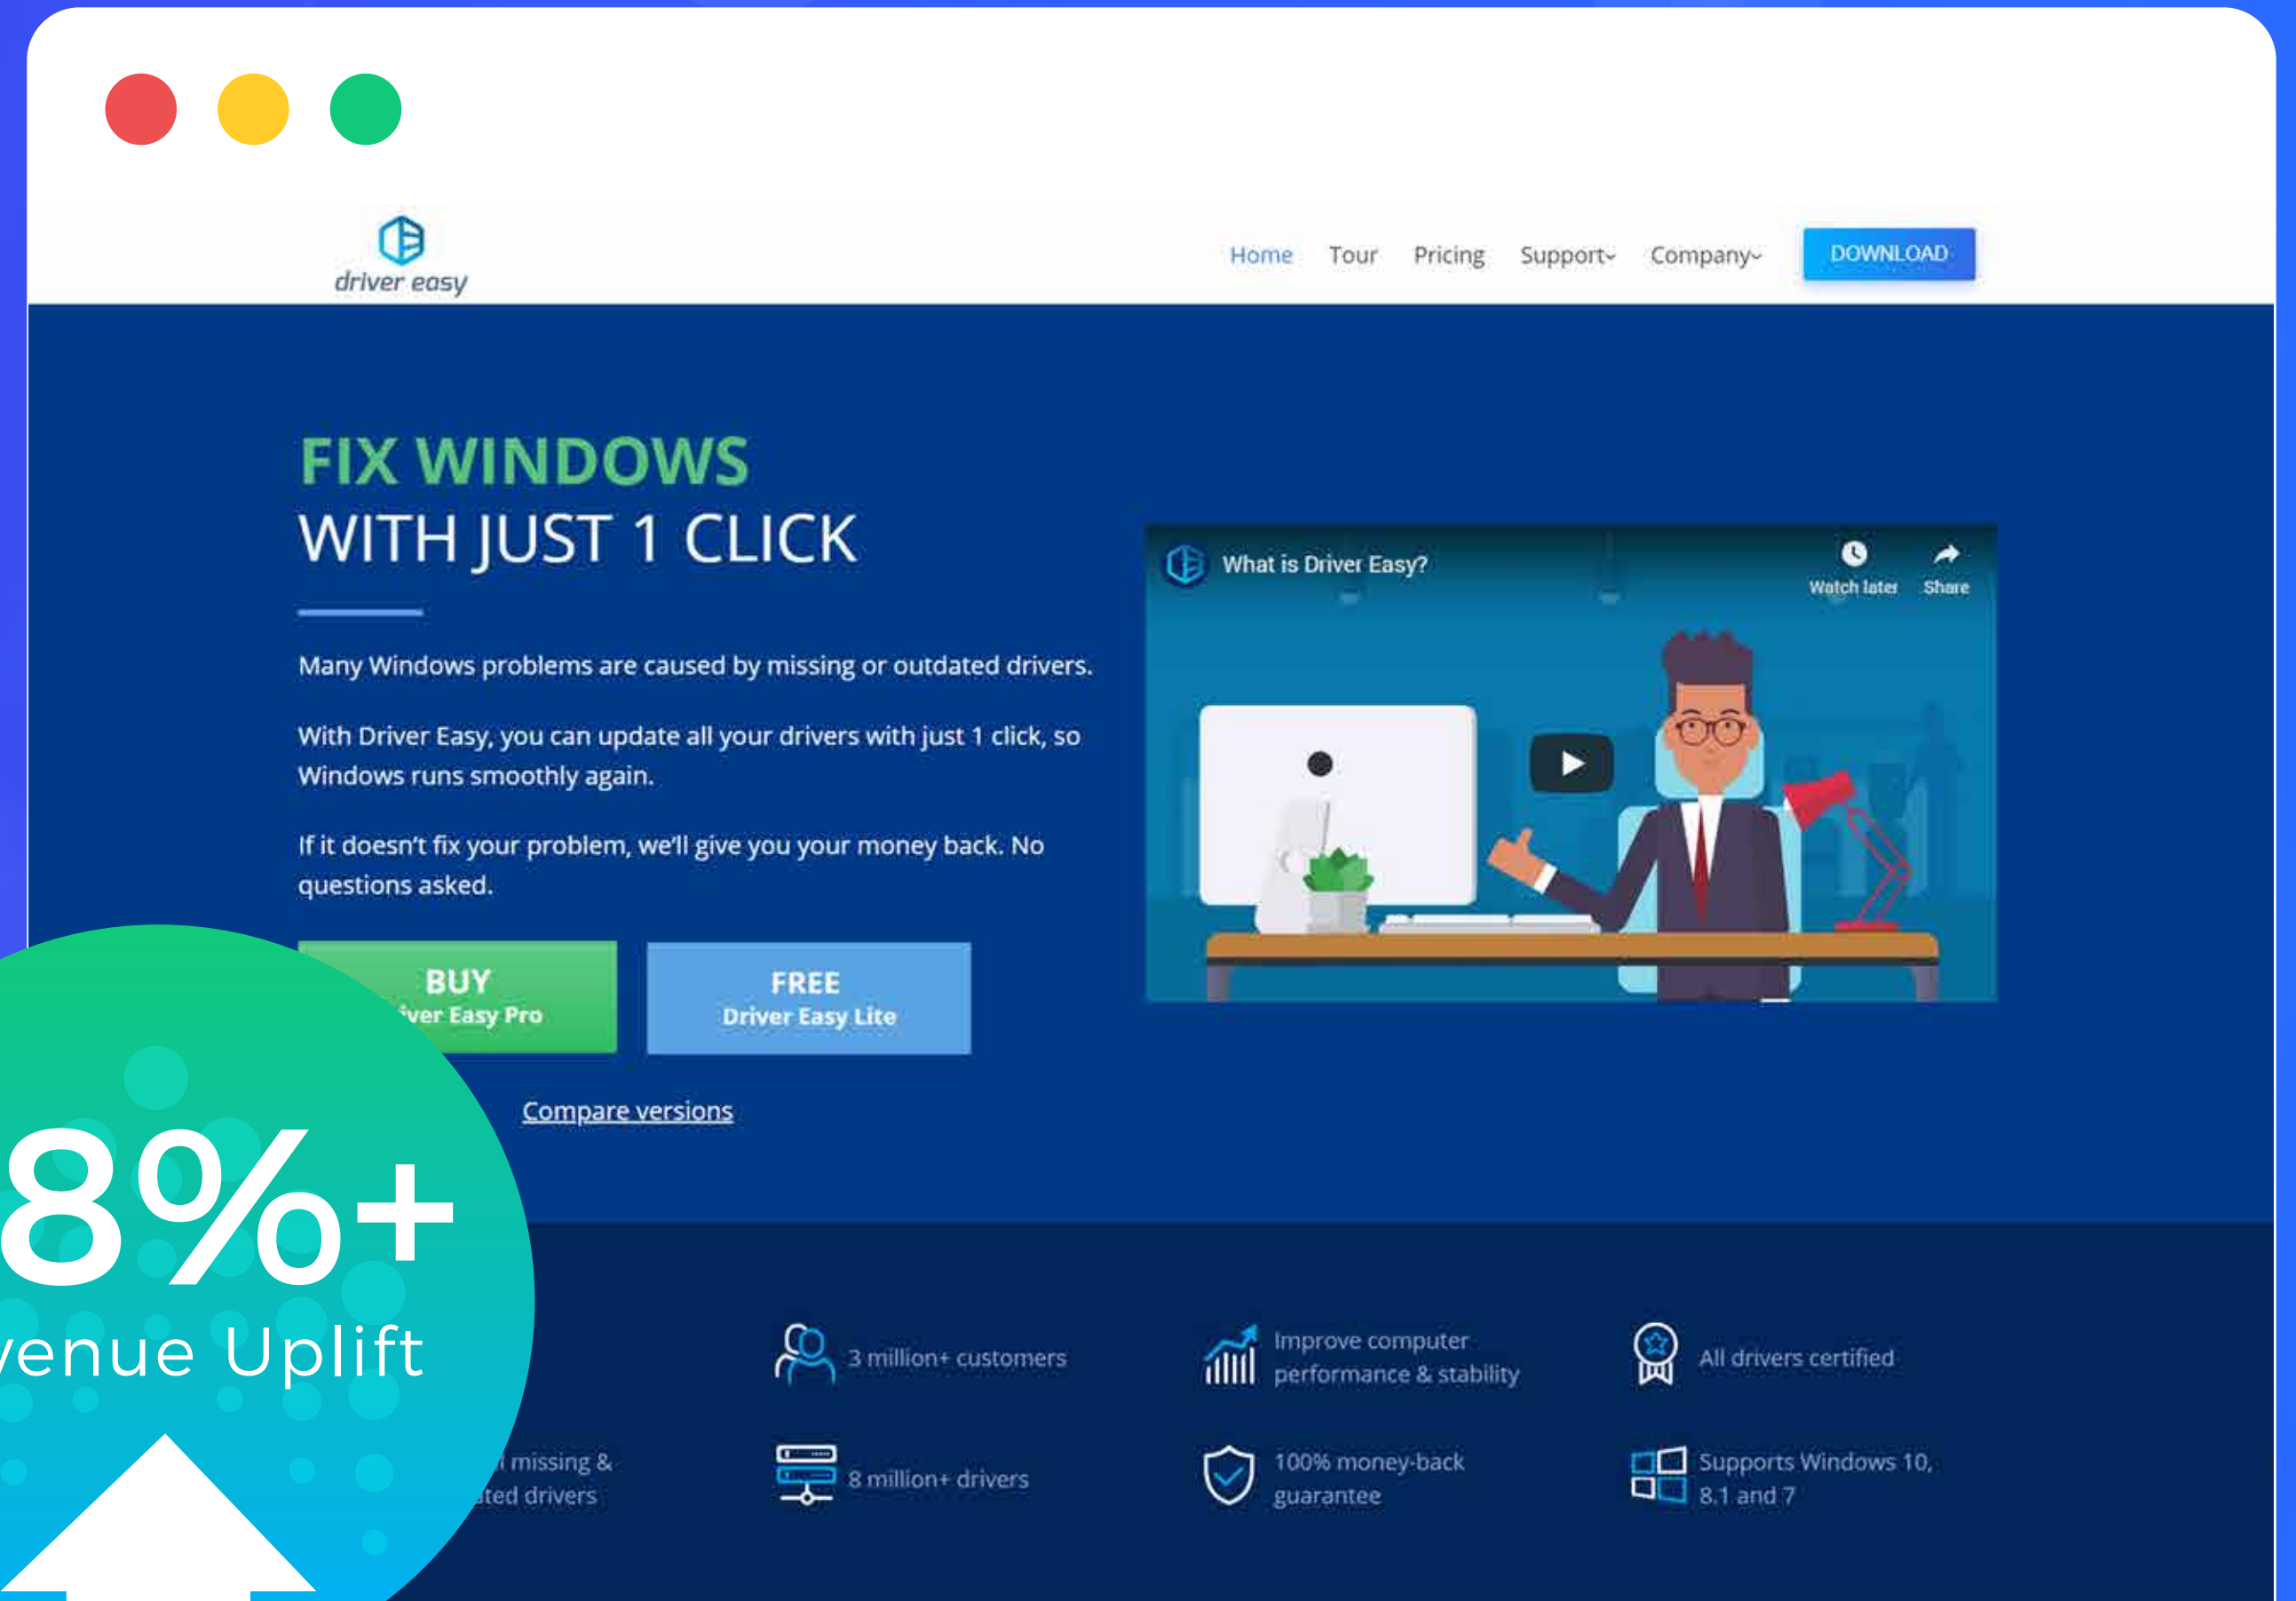 driver easy
Home Tour Pricing Support Company DOWNLOAD
FIX WINDOWS
WITH JUST 1 CLICK
Many Windows problems are caused by missing or outdated drivers.
With Driver Easy, you can update all your drivers with just 1 click, so
Windows runs smoothly again.
If it doesn't fix your problem, we'll give you your money back. No
questions asked.
BUY
Easy Pro
FREE
Driver Easy Lite
Compare versions
What is Driver Easy?
Watch later Share
8%+
Uplift
3 million+ customers
Improve computer
performance & stability
All drivers certified
missing &
drivers
8 million+ drivers
100% money-back
guarantee
Supports Windows 10,
8.1 and 7